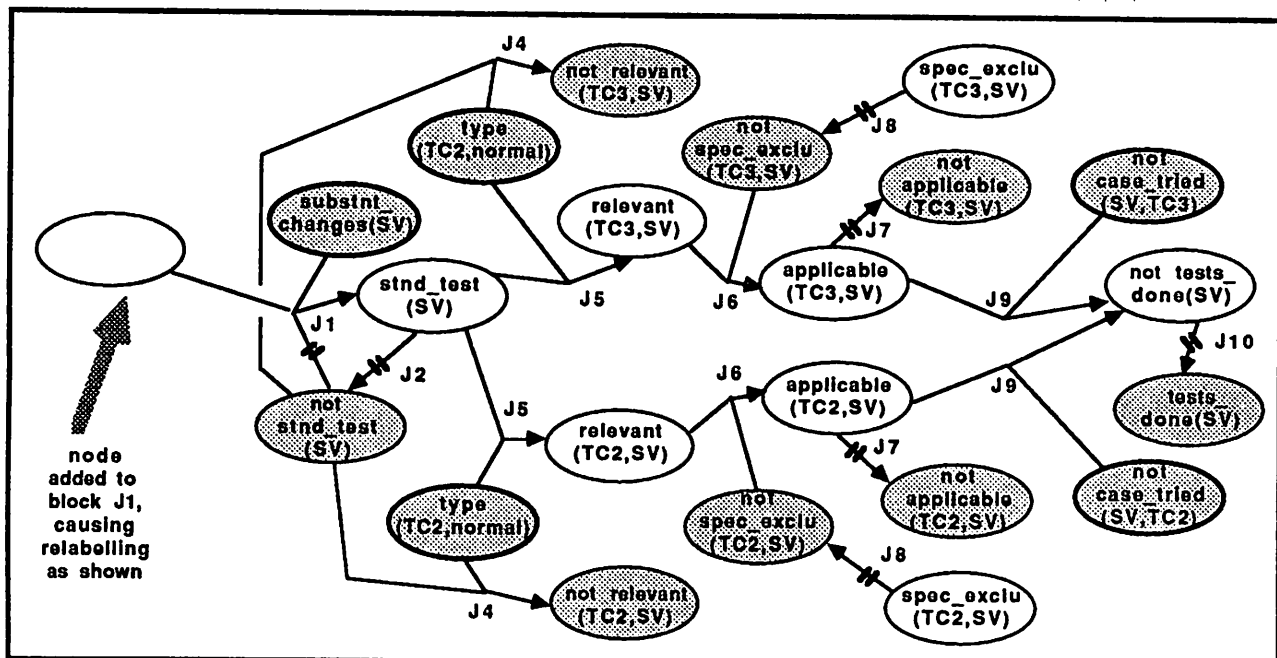 J4
not relevant
(TC3,SV)
spec_exclu
(TC3,SV)
type
(TC2,normal)
not
spec_exclu
(TC3,SV)
J8
substnt_
changes(SV)
relevant
(TC3,SV)
not
applicable
(TC3,SV)
J7
not
case_tried
(SV,TC3)
stnd_test
(SV)
J5
J6
applicable
(TC3,SV)
J9
not tests_
done(SV)
J1
J2
J10
not
stnd_test
(SV)
J5
relevant
(TC2,SV)
J6
applicable
(TC2,SV)
J9
tests_
done(SV)
J7
node
added to
block J1,
causing
relabelling
as shown
type
(TC2,normal)
not
spec_exclu
(TC2,SV)
not
applicable
(TC2,SV)
not
case_tried
(SV,TC2)
J8
J4
not relevant
(TC2,SV)
spec_exclu
(TC2,SV)